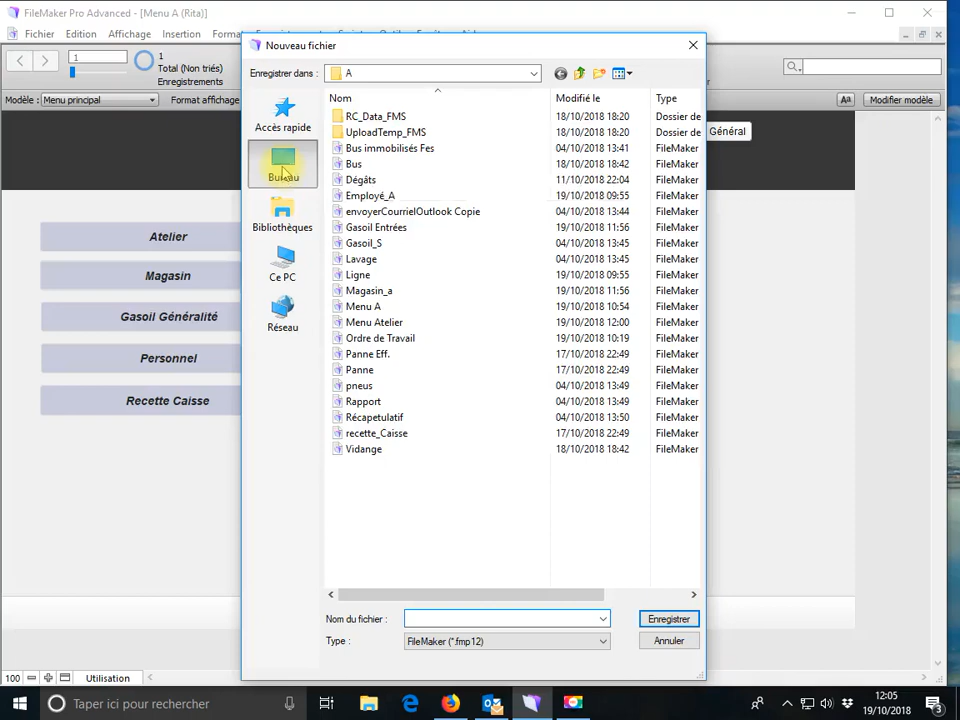 FileMaker Pro Advanced - [Menu A (Rita)]
Fichier Edition Affichage Insertion
Nouveau fichier
1
1
Total (Non triés)
Enregistrements
Enregistrer dans :
A
Modèle :
Menu principal
Format affichage
Aa
Modifier modèle
Général
Nom
Modifié le
Type
Accès rapide
Bureau
Bibliothèques
Ce PC
Réseau
RC_Data_FMS 18/10/2018 18:20 Dossier de
UploadTemp_FMS 18/10/2018 18:20 Dossier de
Bus immobilisés Fes 04/10/2018 13:41 FileMaker
Bus 18/10/2018 18:42 FileMaker
Dégâts 11/10/2018 22:04 FileMaker
Employé_A 19/10/2018 09:55 FileMaker
envoyerCourrielOutlook Copie 04/10/2018 13:44 FileMaker
Gasoil Entrées 19/10/2018 11:56 FileMaker
Gasoil_S 04/10/2018 13:45 FileMaker
Lavage 04/10/2018 13:45 FileMaker
Ligne 19/10/2018 09:55 FileMaker
Magasin_a 19/10/2018 11:56 FileMaker
Menu A 19/10/2018 10:54 FileMaker
Menu Atelier 19/10/2018 12:00 FileMaker
Ordre de Travail 19/10/2018 10:19 FileMaker
Panne Eff. 17/10/2018 22:49 FileMaker
Panne 17/10/2018 22:49 FileMaker
pneus 04/10/2018 13:49 FileMaker
Rapport 04/10/2018 13:49 FileMaker
Récapetulatif 04/10/2018 13:50 FileMaker
recette_Caisse 17/10/2018 22:49 FileMaker
Vidange 18/10/2018 18:42 FileMaker
Atelier
Magasin
Gasoil Généralité
Personnel
Recette Caisse
Nom du fichier :
Enregistrer
Type :
FileMaker (*.fmp12)
Annuler
100
Utilisation
Taper ici pour rechercher
12:05
19/10/2018
3